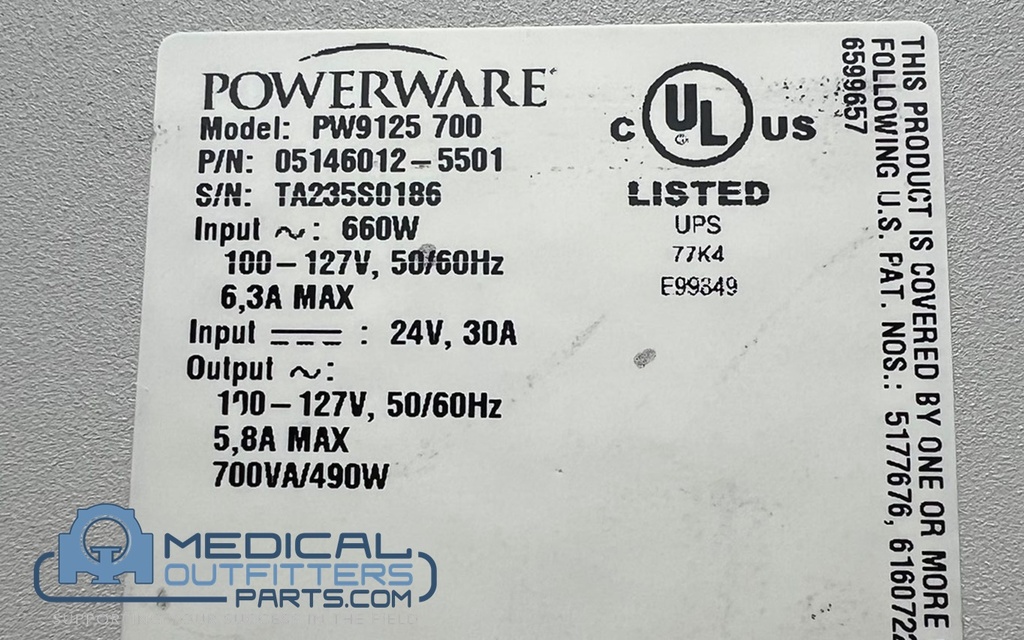 POWERWARE
Model: PW9125 700
P/N: 05146012-5501
S/N: TA235S0186
Input ~: 660W
100-127V, 50/60Hz
6,3A MAX
Input ⎓ : 24V, 30A
Output ~:
100-127V, 50/60Hz
5,8A MAX
700VA/490W
C UL US
LISTED
UPS
77K4
E99349
THIS PRODUCT IS COVERED BY ONE OR MORE
FOLLOWING U.S. PAT. NOS.: 5177676, 616072
6599657
MEDICAL
OUTFITTERS
PARTS.COM